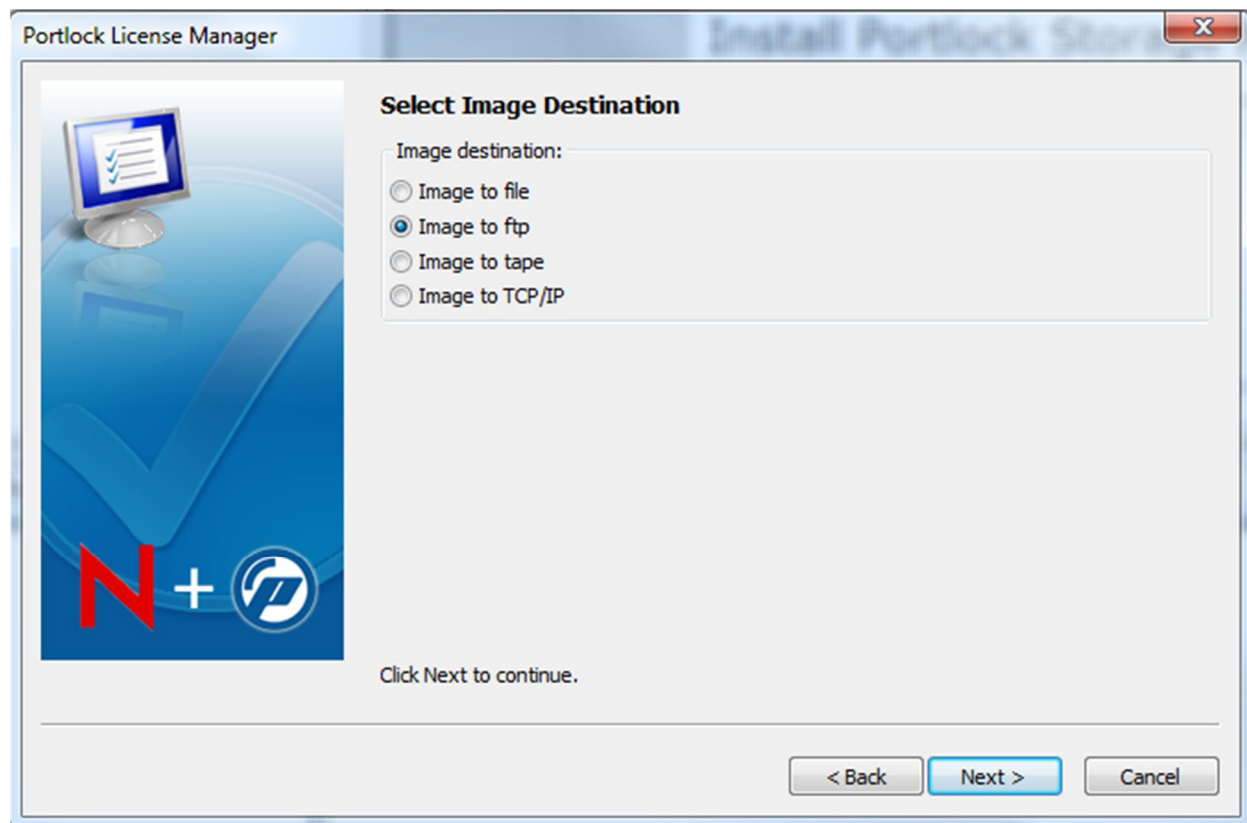 Portlock License Manager
Install Portlock Storage
Select Image Destination
Image destination:
Image to file
Image to ftp
Image to tape
Image to TCP/IP
N +
Click Next to continue.
< Back Next > Cancel